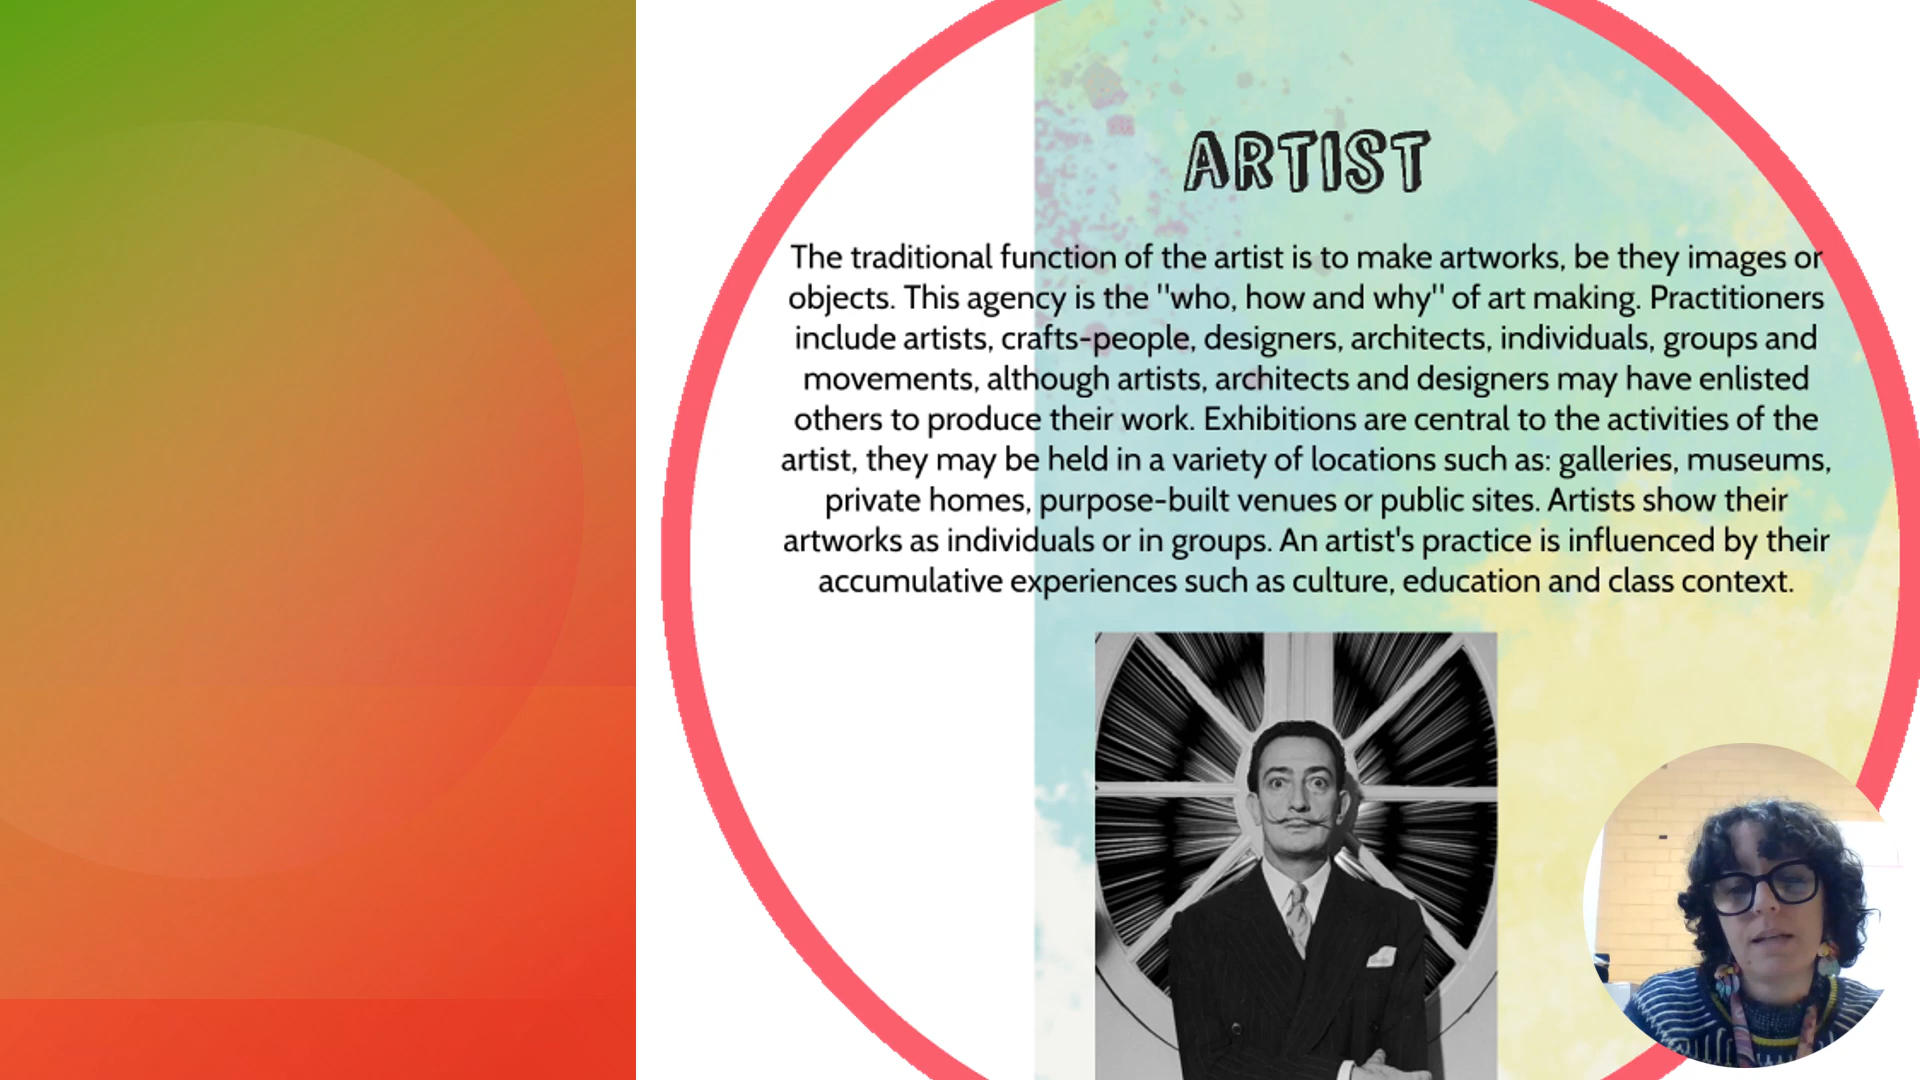 ARTIST
The traditional function of the artist is to make artworks, be they images or
objects. This agency is the "who, how and why" of art making. Practitioners
include artists, crafts-people, designers, architects, individuals, groups and
movements, although artists, architects and designers may have enlisted
others to produce their work. Exhibitions are central to the activities of the
artist, they may be held in a variety of locations such as: galleries, museums,
private homes, purpose-built venues or public sites. Artists show their
artworks as individuals or in groups. An artist's practice is influenced by their
accumulative experiences such as culture, education and class context.